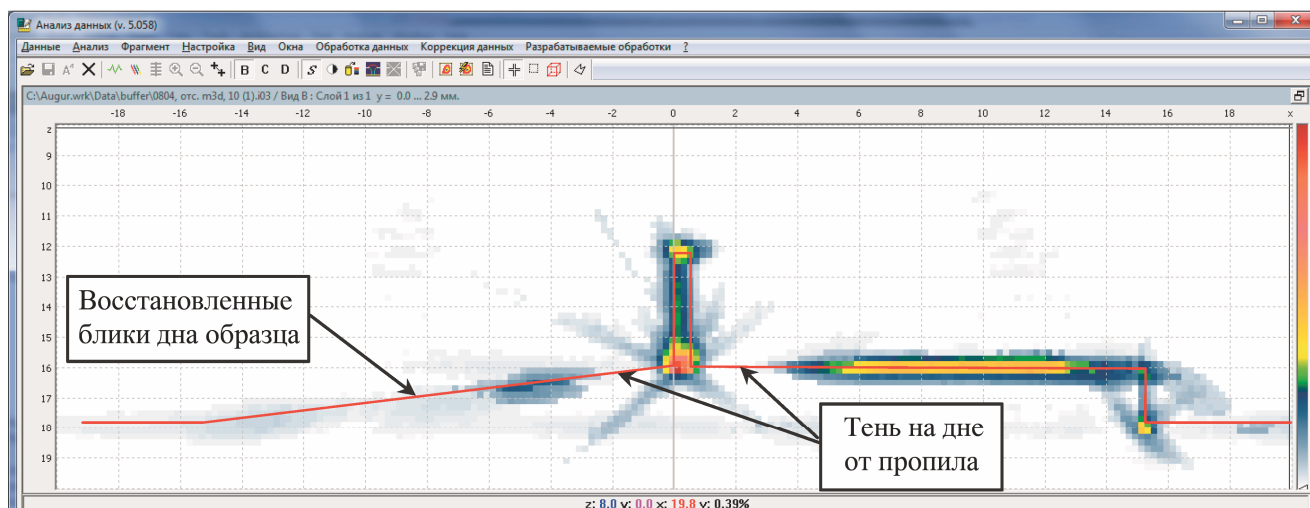 Анализ данных (v. 5.058)
Данные Анализ Фрагмент Настройка Вид Окна Обработка данных Коррекция данных Разрабатываемые обработки ?
B C D S
C:\Augur.wrk\Data\buffer\0804, отс. m3d, 10 (1).i03 / Вид B : Слой 1 из 1 y = 0.0 ... 2.9 мм.
-18 -16 -14 -12 -10 -8 -6 -4 -2 0 2 4 6 8 10 12 14 16 18 x
z
9
10
11
12
13
14
15
16
17
18
19
Восстановленные
блики дна образца
Тень на дне
от пропила
z: 8.0 y: 0.0 x: 19.8 v: 0.39%